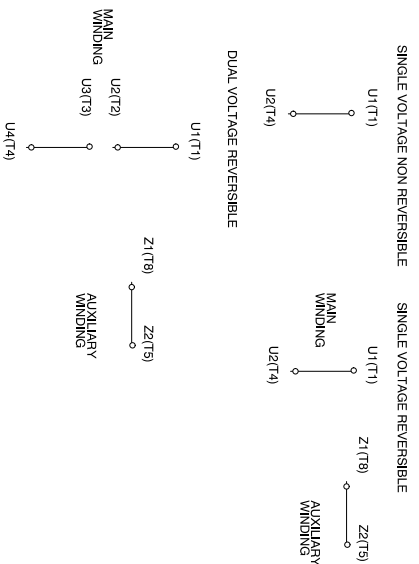 SINGLE VOLTAGE NON REVERSIBLE
U1(T1)
U2(T4)
SINGLE VOLTAGE REVERSIBLE
U1(T1)
MAIN
WINDING
U2(T4)
Z1(T8)
Z2(T5)
AUXILIARY
WINDING
DUAL VOLTAGE REVERSIBLE
U1(T1)
MAIN
WINDING
U2(T2)
U3(T3)
U4(T4)
Z1(T8)
Z2(T5)
AUXILIARY
WINDING